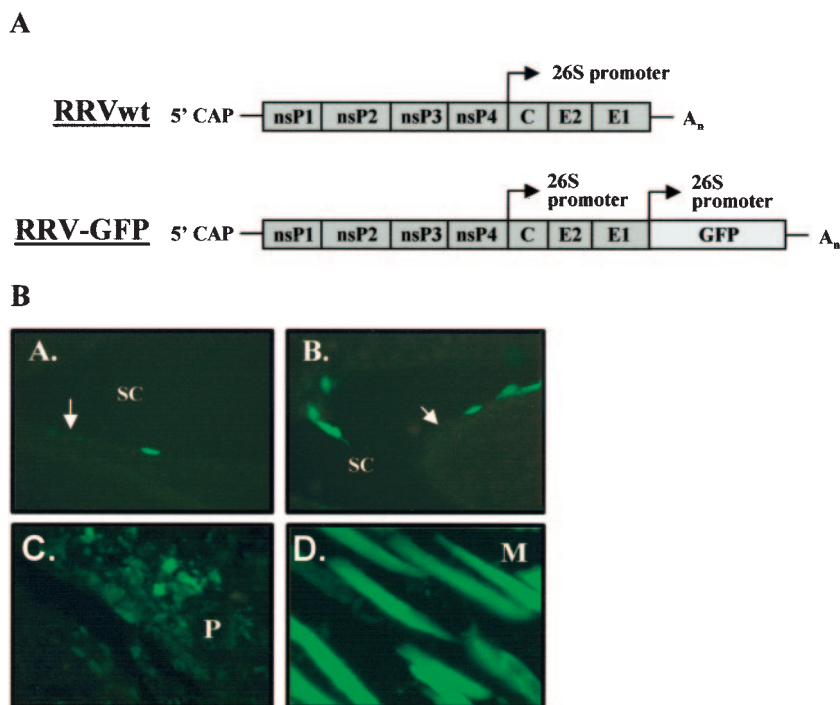 A
26S promoter
RRVwt 5' CAP nsP1 nsP2 nsP3 nsP4 C E2 E1 An
26S promoter 26S promoter
RRV-GFP 5' CAP nsP1 nsP2 nsP3 nsP4 C E2 E1 GFP An
B
A. SC
B. SC
C. P
D. M